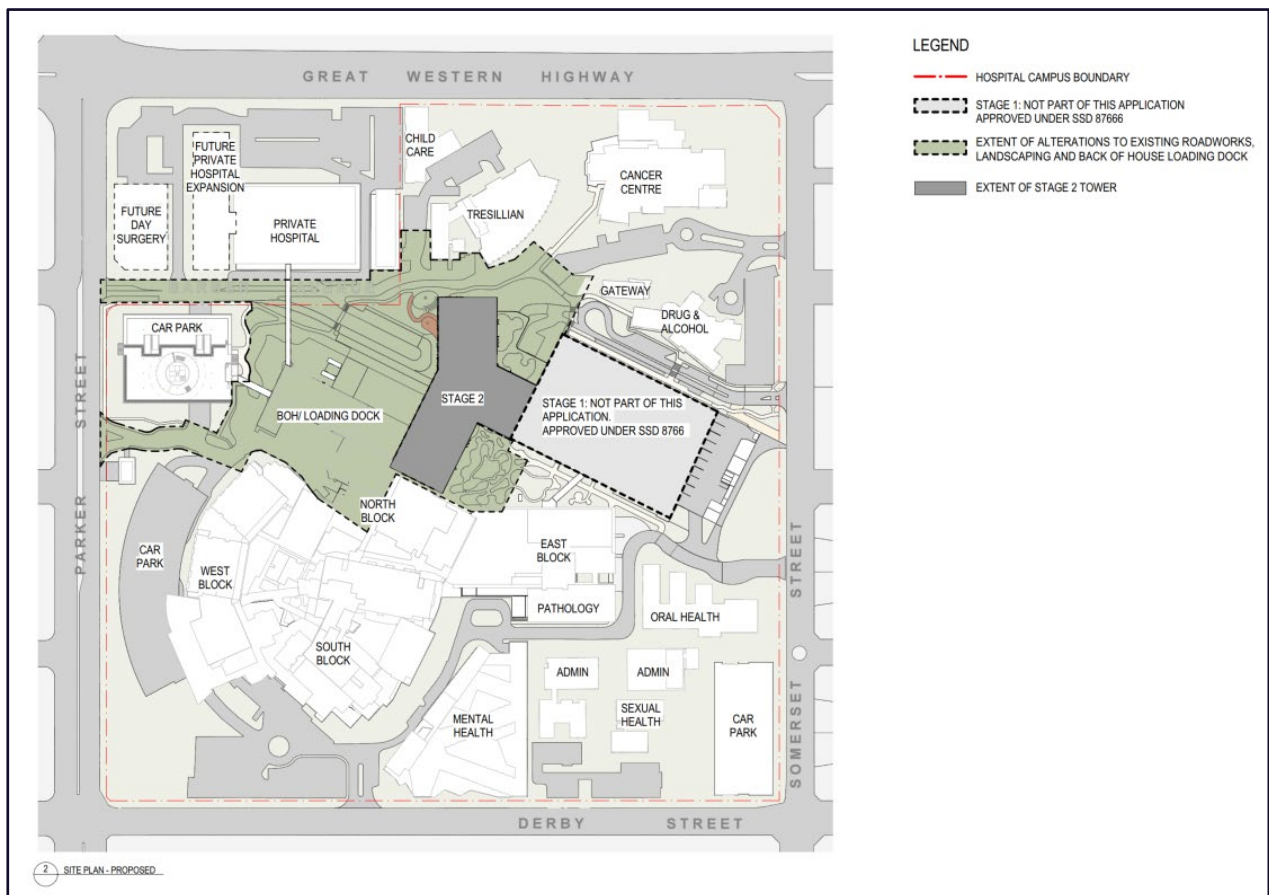 GREAT WESTERN HIGHWAY
CHILD
CARE
FUTURE
PRIVATE
HOSPITAL
EXPANSION
CANCER
CENTRE
FUTURE
DAY
SURGERY
PRIVATE
HOSPITAL
TRESILLIAN
GATEWAY
DRUG &
ALCOHOL
CAR PARK
STAGE 2
BOH/ LOADING DOCK
STAGE 1: NOT PART OF THIS
APPLICATION.
APPROVED UNDER SSD 8766
PARKER STREET
NORTH
BLOCK
CAR
PARK
WEST
BLOCK
EAST
BLOCK
PATHOLOGY
ORAL HEALTH
SOUTH
BLOCK
ADMIN
ADMIN
SEXUAL
HEALTH
MENTAL
HEALTH
CAR
PARK
SOMERSET STREET
DERBY STREET
2 SITE PLAN - PROPOSED
LEGEND
HOSPITAL CAMPUS BOUNDARY
STAGE 1: NOT PART OF THIS APPLICATION
APPROVED UNDER SSD 87666
EXTENT OF ALTERATIONS TO EXISTING ROADWORKS,
LANDSCAPING AND BACK OF HOUSE LOADING DOCK
EXTENT OF STAGE 2 TOWER